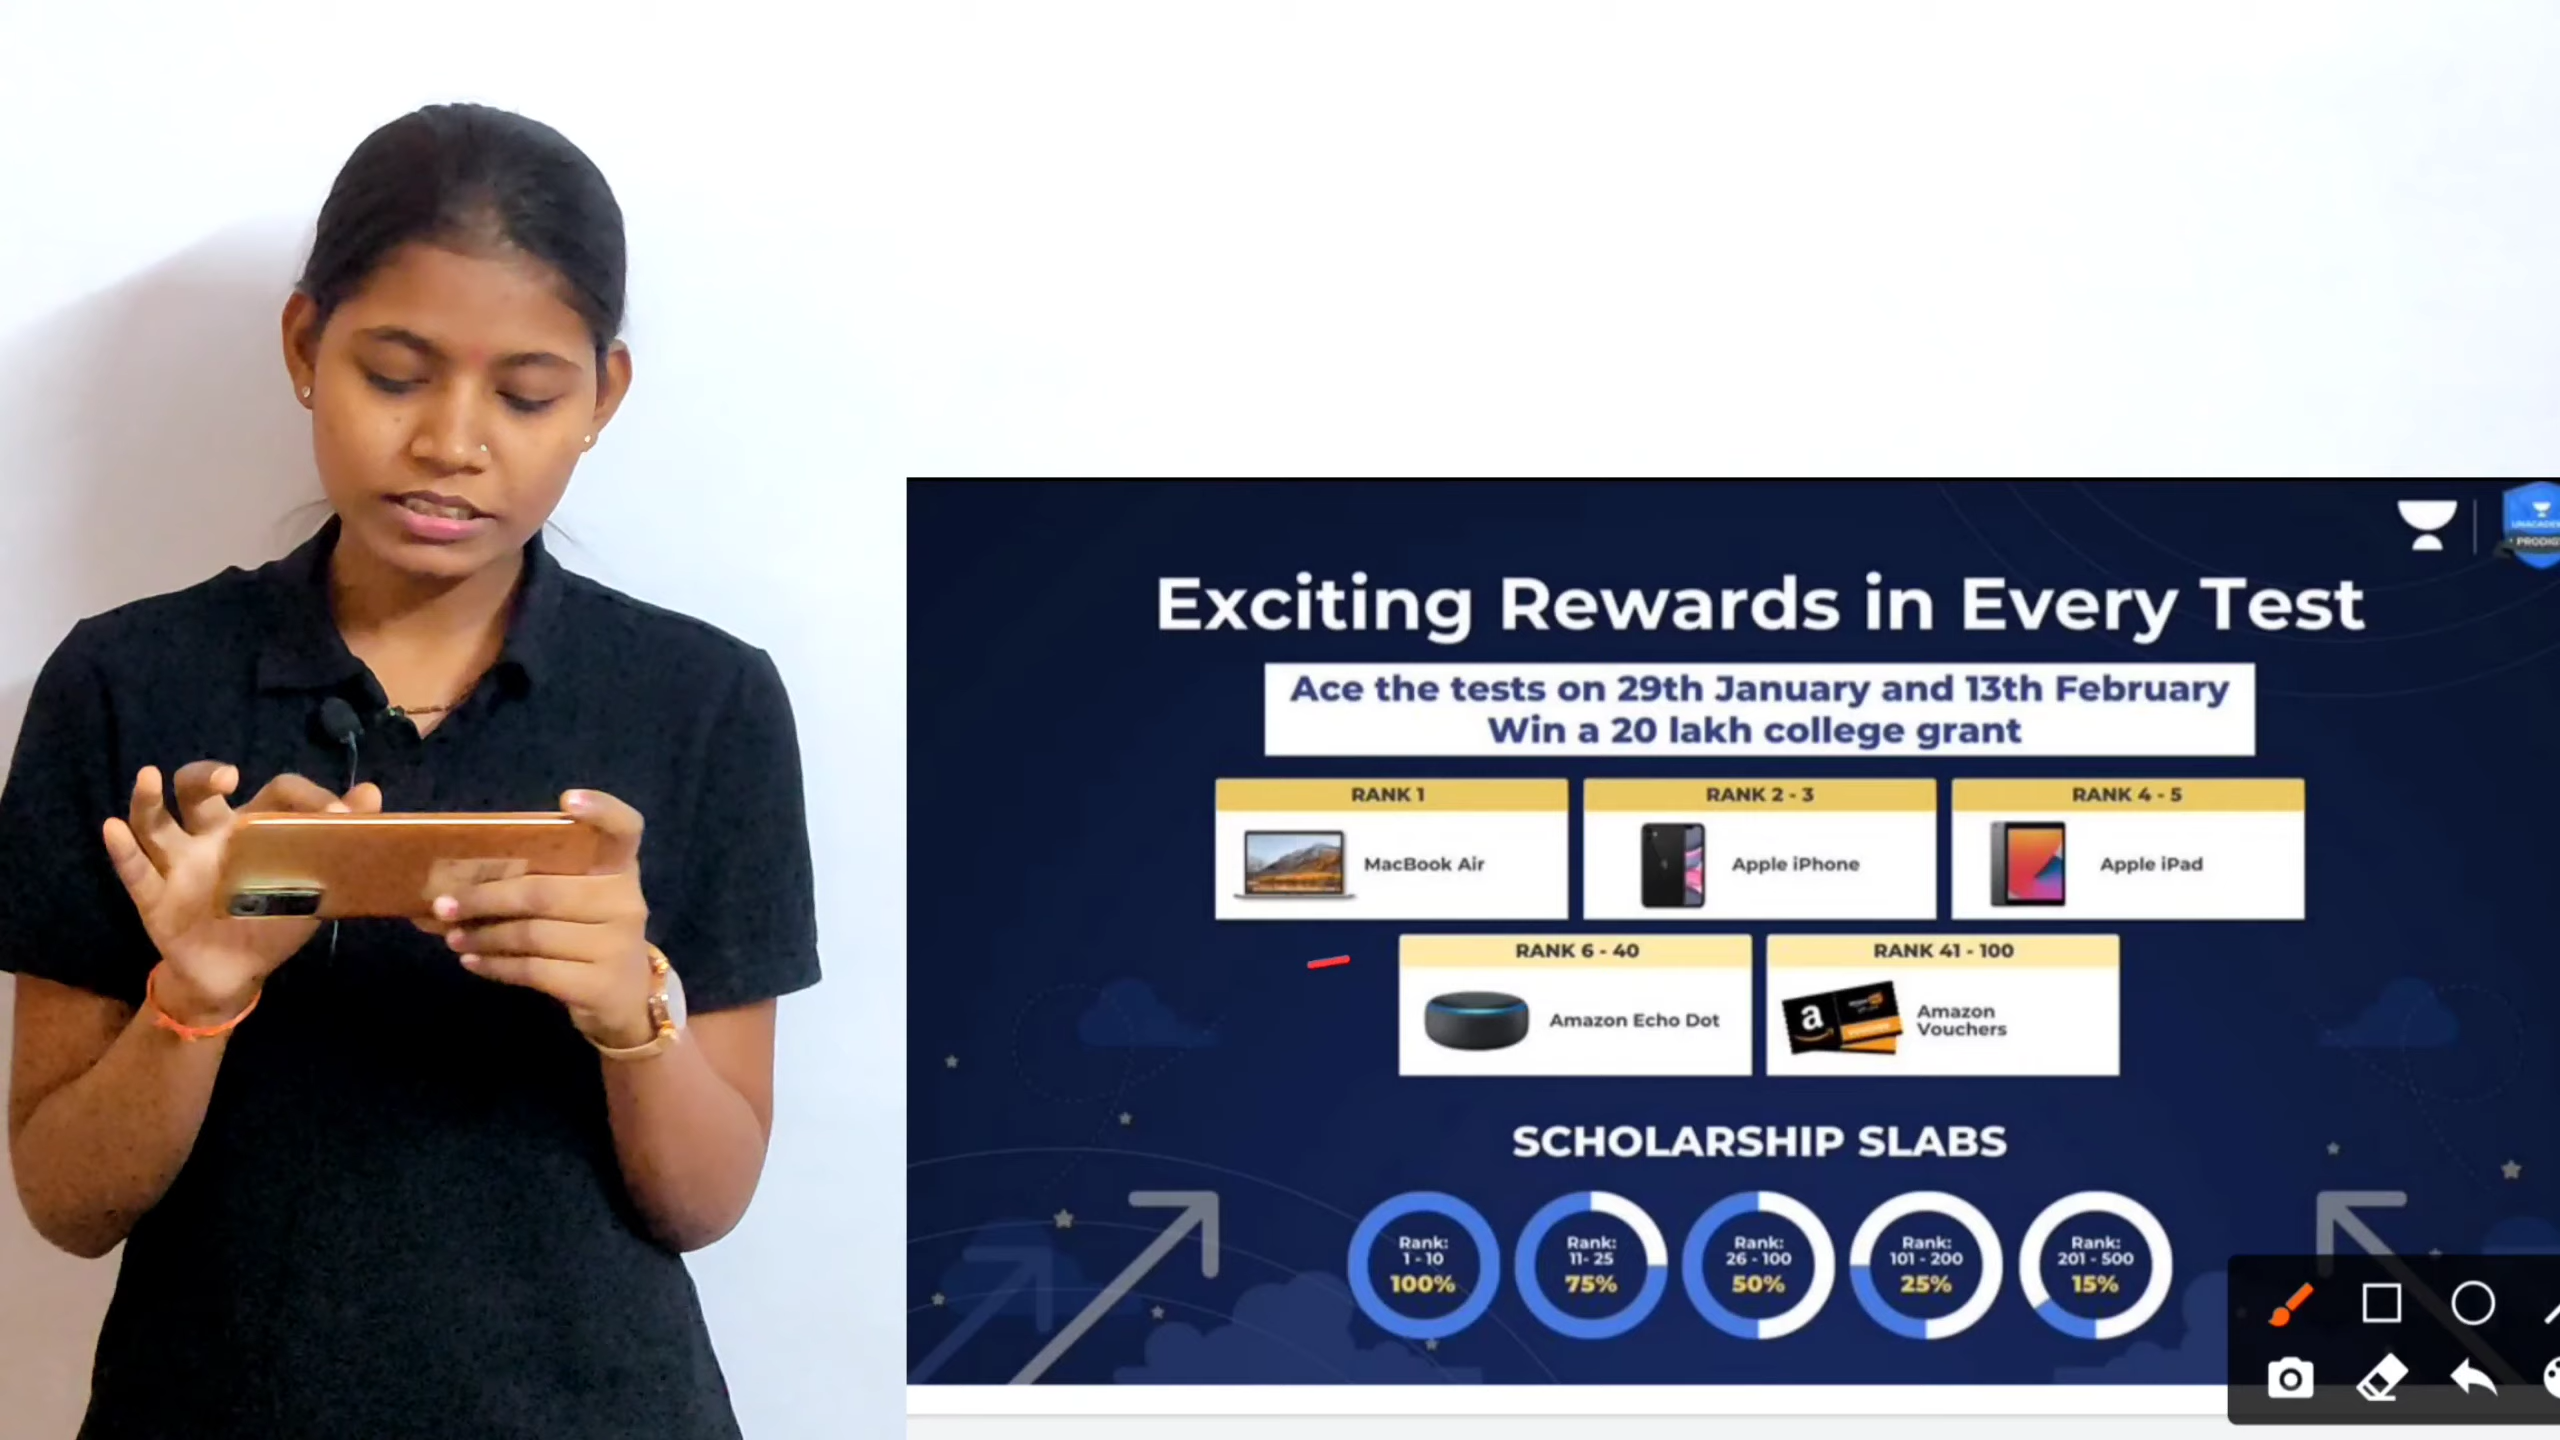 Exciting Rewards in Every Test
Ace the tests on 29th January and 13th February
Win a 20 lakh college grant
RANK 1
MacBook Air
RANK 2 - 3
Apple iPhone
RANK 4 - 5
Apple iPad
RANK 6 - 40
Amazon Echo Dot
RANK 41 - 100
a
Amazon
Vouchers
SCHOLARSHIP SLABS
Rank:
1 - 10
100%
Rank:
11- 25
75%
Rank:
26 - 100
50%
Rank:
101 - 200
25%
Rank:
201 - 500
15%